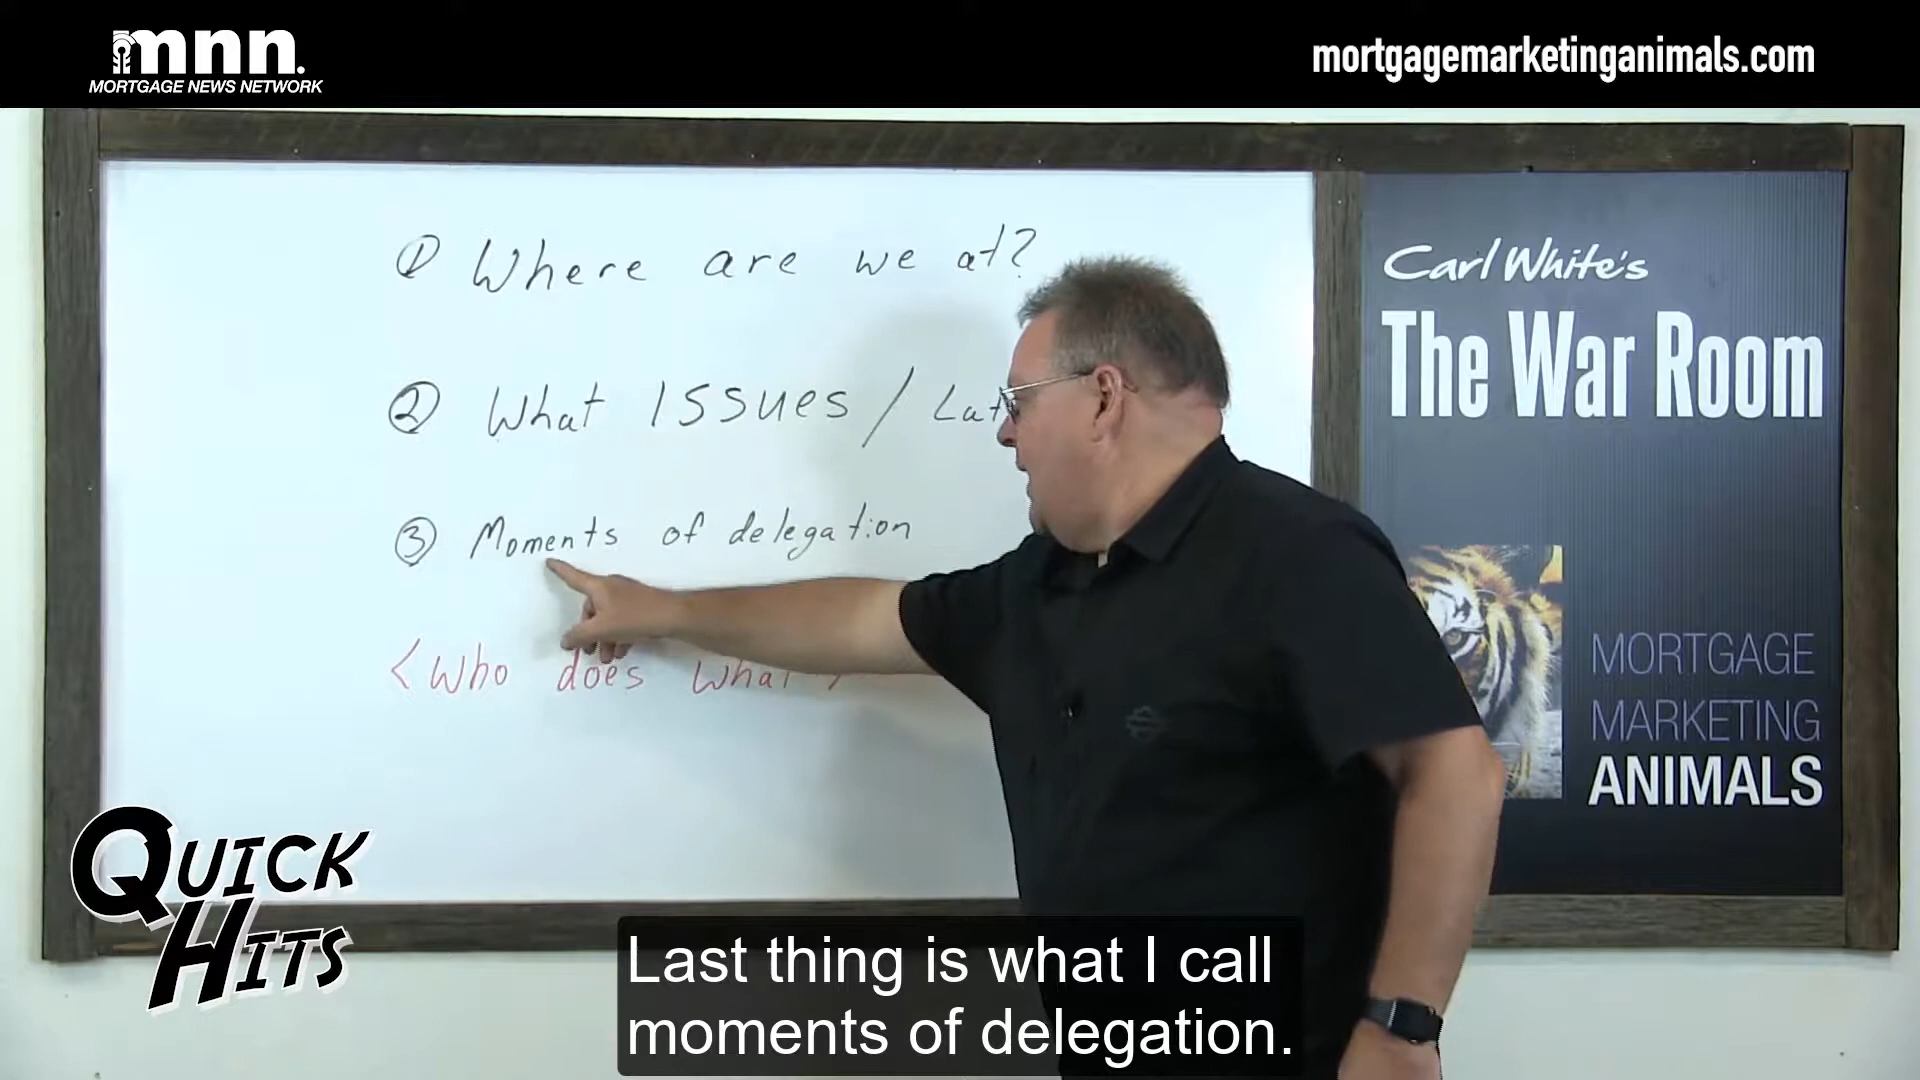 mnn.
MORTGAGE NEWS NETWORK
mortgagemarketinganimals.com
① Where are we at?
② What Issues /
③ Moments of delegation
<Who does what
Carl White's
The War Room
MORTGAGE
MARKETING
ANIMALS
QUICK
HITS
Last thing is what I call
moments of delegation.